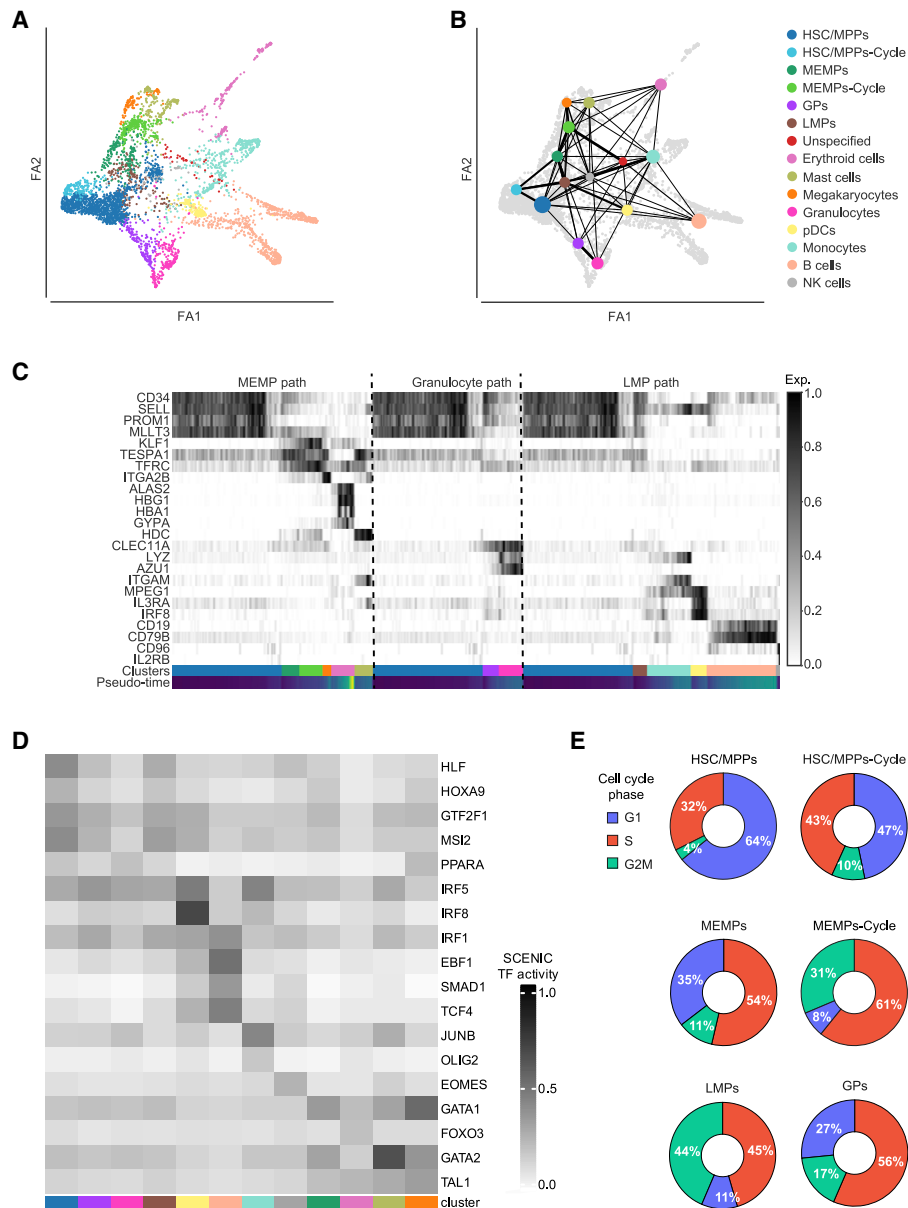 A
FA2
FA1
B
FA2
FA1
HSC/MPPs
HSC/MPPs-Cycle
MEMPs
MEMPs-Cycle
GPs
LMPs
Unspecified
Erythroid cells
Mast cells
Megakaryocytes
Granulocytes
pDCs
Monocytes
B cells
NK cells
C
MEMP path
Granulocyte path
LMP path
Exp.
CD34
SELL
PROM1
MLLT3
KLF1
TESPA1
TFRC
ITGA2B
ALAS2
HBG1
HBA1
GYPA
HDC
CLEC11A
LYZ
AZU1
ITGAM
MPEG1
IL3RA
IRF8
CD19
CD79B
CD96
IL2RB
Clusters
Pseudo-time
1.0
0.8
0.6
0.4
0.2
0.0
D
HLF
HOXA9
GTF2F1
MSI2
PPARA
IRF5
IRF8
IRF1
EBF1
SMAD1
TCF4
JUNB
OLIG2
EOMES
GATA1
FOXO3
GATA2
TAL1
cluster
SCENIC
TF activity
1.0
0.5
0.0
E
Cell cycle
phase
G1
S
G2M
HSC/MPPs
32%
4%
64%
HSC/MPPs-Cycle
43%
47%
10%
MEMPs
35%
54%
11%
MEMPs-Cycle
31%
8%
61%
LMPs
44%
45%
11%
GPs
27%
56%
17%